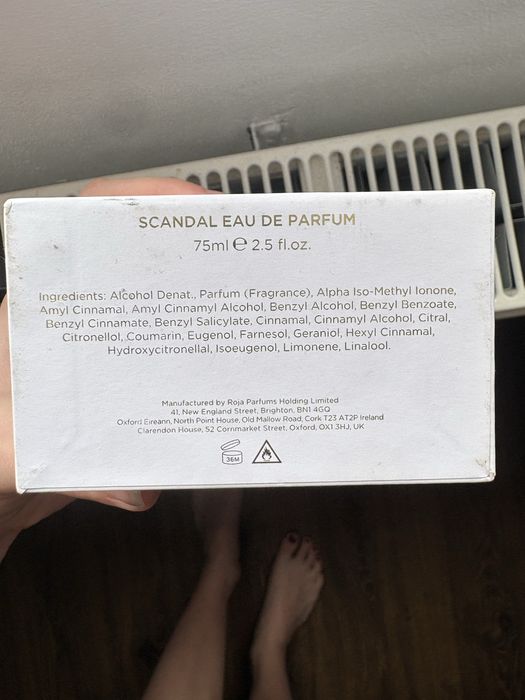 SCANDAL EAU DE PARFUM
75ml ℮ 2.5 fl.oz.
Ingredients: Alcohol Denat., Parfum (Fragrance), Alpha Iso-Methyl Ionone,
Amyl Cinnamal, Amyl Cinnamyl Alcohol, Benzyl Alcohol, Benzyl Benzoate,
Benzyl Cinnamate, Benzyl Salicylate, Cinnamal, Cinnamyl Alcohol, Citral,
Citronellol, Coumarin, Eugenol, Farnesol, Geraniol, Hexyl Cinnamal,
Hydroxycitronellal, Isoeugenol, Limonene, Linalool.
Manufactured by Roja Parfums Holding Limited
41, New England Street, Brighton, BN1 4GQ
Oxford Eireann, North Point House, Old Mallow Road, Cork T23 AT2P Ireland
Clarendon House, 52 Cornmarket Street, Oxford, OX1 3HJ, UK
36M